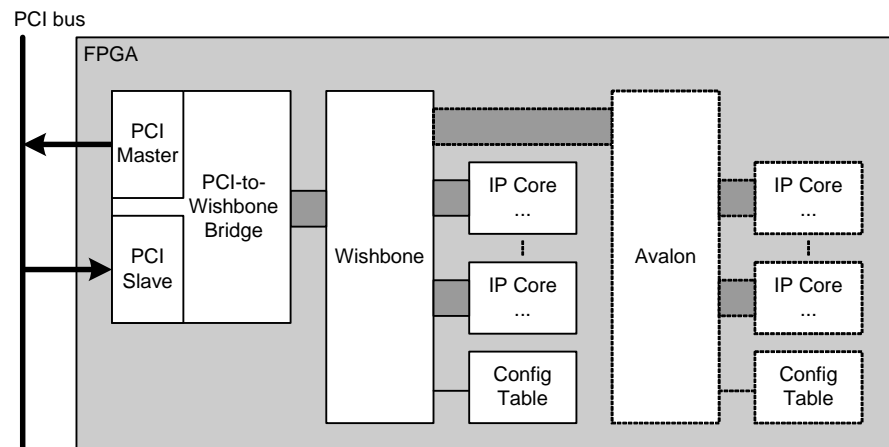 PCI bus
FPGA
PCI
Master
PCI-to-
Wishbone
Bridge
PCI
Slave
Wishbone
IP Core
...
IP Core
...
Config
Table
Avalon
IP Core
...
IP Core
...
Config
Table